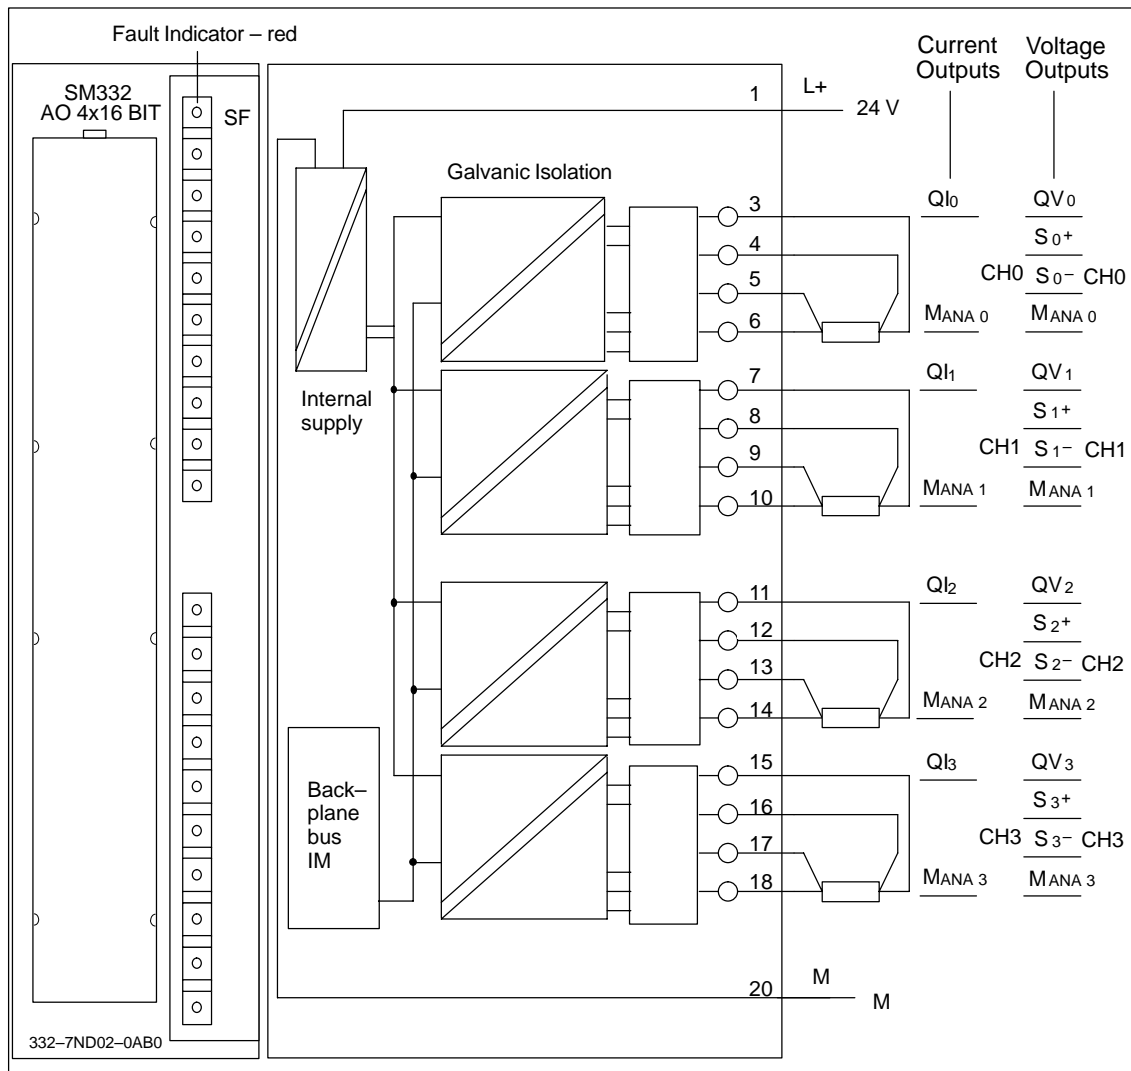 Fault Indicator – red
SM332
AO 4x16 BIT
SF
332–7ND02–0AB0
Current Outputs
Voltage Outputs
1
L+
24 V
Galvanic Isolation
Internal supply
Back–plane bus IM
3
4
5
6
7
8
9
10
11
12
13
14
15
16
17
18
20
M
M
QI0
QV0
S0+
CH0 S0– CH0
MANA 0
MANA 0
QI1
QV1
S1+
CH1 S1– CH1
MANA 1
MANA 1
QI2
QV2
S2+
CH2 S2– CH2
MANA 2
MANA 2
QI3
QV3
S3+
CH3 S3– CH3
MANA 3
MANA 3